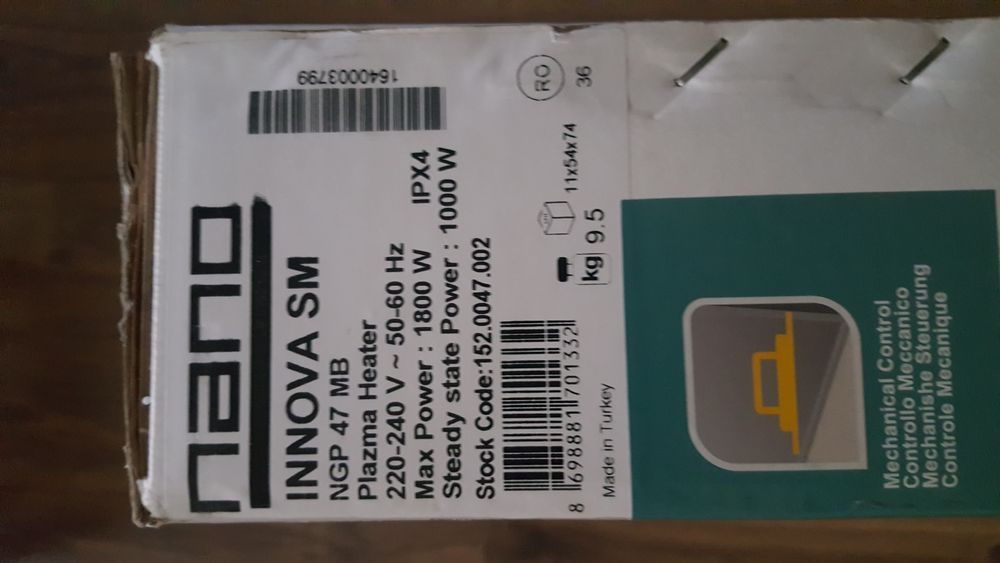 nano
INNOVA SM
NGP 47 MB
Plazma Heater
220-240 V ~ 50-60 Hz
Max Power : 1800 W IPX4
Steady state Power : 1000 W
Stock Code:152.0047.002
8 698881 701332
Made in Turkey
1640003799
RO
36
11x54x74
kg 9.5
Mechanical Control
Controllo Meccanico
Mechanishe Steuerung
Controle Mecanique